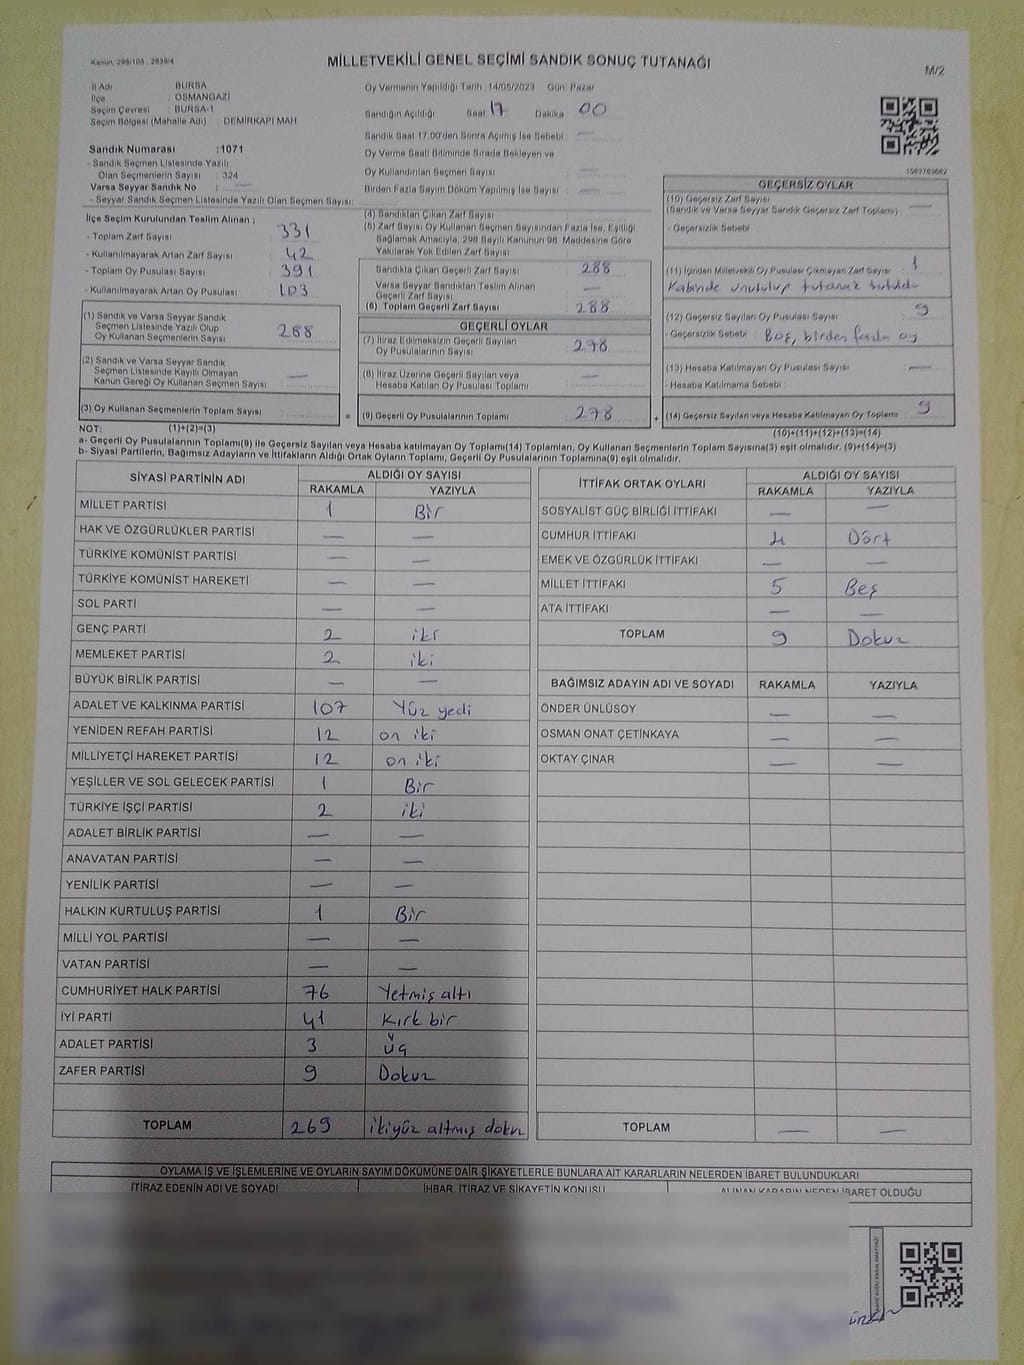 Kanun, 298/105 , 2839/4
MİLLETVEKİLİ GENEL SEÇİMİ SANDIK SONUÇ TUTANAĞI
M/2
İl Adı : BURSA
İlçe : OSMANGAZİ
Seçim Çevresi : BURSA-1
Seçim Bölgesi (Mahalle Adı) : DEMİRKAPI MAH.
Oy Vermenin Yapıldığı Tarih : 14/05/2023 Gün: Pazar
Sandığın Açıldığı Saat 17 Dakika 00
Sandık Saat 17:00'den Sonra Açılmış İse Sebebi : —
Oy Verme Saati Bitiminde Sırada Bekleyen ve
Oy Kullandırılan Seçmen Sayısı : —
Birden Fazla Sayım Döküm Yapılmış İse Sayısı : —
Sandık Numarası :1071
- Sandık Seçmen Listesinde Yazılı
Olan Seçmenlerin Sayısı : 324
Varsa Seyyar Sandık No : —
- Seyyar Sandık Seçmen Listesinde Yazılı Olan Seçmen Sayısı:
İlçe Seçim Kurulundan Teslim Alınan ;
- Toplam Zarf Sayısı : 331
- Kullanılmayarak Artan Zarf Sayısı : 42
- Toplam Oy Pusulası Sayısı : 391
- Kullanılmayarak Artan Oy Pusulası : 103
(1) Sandık ve Varsa Seyyar Sandık
Seçmen Listesinde Yazılı Olup
Oy Kullanan Seçmenlerin Sayısı : 288
(2) Sandık ve Varsa Seyyar Sandık
Seçmen Listesinde Kayıtlı Olmayan
Kanun Gereği Oy Kullanan Seçmen Sayısı : —
(3) Oy Kullanan Seçmenlerin Toplam Sayısı :
(1)+(2)=(3)
(4) Sandıktan Çıkan Zarf Sayısı :
(5) Zarf Sayısı Oy Kullanan Seçmen Sayısından Fazla İse, Eşitliği
Sağlamak Amacıyla, 298 Sayılı Kanunun 98. Maddesine Göre
Yakılarak Yok Edilen Zarf Sayısı :
Sandıkta Çıkan Geçerli Zarf Sayısı : 288
Varsa Seyyar Sandıktan Teslim Alınan
Geçerli Zarf Sayısı : —
(6) Toplam Geçerli Zarf Sayısı : 288
GEÇERLİ OYLAR
(7) İtiraz Edilmeksizin Geçerli Sayılan
Oy Pusulalarının Sayısı : 278
(8) İtiraz Üzerine Geçerli Sayılan veya
Hesaba Katılan Oy Pusulası Toplamı : —
= (9) Geçerli Oy Pusulalarının Toplamı : 278 +
GEÇERSİZ OYLAR
(10) Geçersiz Zarf Sayısı
(Sandık ve Varsa Seyyar Sandık Geçersiz Zarf Toplamı) : —
- Geçersizlik Sebebi :
(11) İçinden Milletvekili Oy Pusulası Çıkmayan Zarf Sayısı : 1
Kabinde unutulup tutanak tutuldu
(12) Geçersiz Sayılan Oy Pusulası Sayısı : 9
- Geçersizlik Sebebi : Boş, birden fazla oy
(13) Hesaba Katılmayan Oy Pusulası Sayısı : —
- Hesaba Katılmama Sebebi :
(14) Geçersiz Sayılan veya Hesaba Katılmayan Oy Toplamı : 9
(10)+(11)+(12)+(13)=(14)
NOT:
a- Geçerli Oy Pusulalarının Toplamı(9) ile Geçersiz Sayılan veya Hesaba katılmayan Oy Toplamı(14) Toplamları, Oy Kullanan Seçmenlerin Toplam Sayısına(3) eşit olmalıdır. (9)+(14)=(3)
b- Siyasi Partilerin, Bağımsız Adayların ve İttifakların Aldığı Ortak Oyların Toplamı, Geçerli Oy Pusulalarının Toplamına(9) eşit olmalıdır.
SİYASİ PARTİNİN ADI ALDIĞI OY SAYISI
RAKAMLA YAZIYLA
MİLLET PARTİSİ 1 Bir
HAK VE ÖZGÜRLÜKLER PARTİSİ — —
TÜRKİYE KOMÜNİST PARTİSİ — —
TÜRKİYE KOMÜNİST HAREKETİ — —
SOL PARTİ — —
GENÇ PARTİ 2 iki
MEMLEKET PARTİSİ 2 iki
BÜYÜK BİRLİK PARTİSİ — —
ADALET VE KALKINMA PARTİSİ 107 Yüz yedi
YENİDEN REFAH PARTİSİ 12 on iki
MİLLİYETÇİ HAREKET PARTİSİ 12 on iki
YEŞİLLER VE SOL GELECEK PARTİSİ 1 Bir
TÜRKİYE İŞÇİ PARTİSİ 2 iki
ADALET BİRLİK PARTİSİ — —
ANAVATAN PARTİSİ — —
YENİLİK PARTİSİ — —
HALKIN KURTULUŞ PARTİSİ 1 Bir
MİLLİ YOL PARTİSİ — —
VATAN PARTİSİ — —
CUMHURİYET HALK PARTİSİ 76 Yetmiş altı
İYİ PARTİ 41 Kırk bir
ADALET PARTİSİ 3 Üç
ZAFER PARTİSİ 9 Dokuz
TOPLAM 269 ikiyüz altmış dokuz
İTTİFAK ORTAK OYLARI ALDIĞI OY SAYISI
RAKAMLA YAZIYLA
SOSYALİST GÜÇ BİRLİĞİ İTTİFAKI — —
CUMHUR İTTİFAKI 4 Dört
EMEK VE ÖZGÜRLÜK İTTİFAKI — —
MİLLET İTTİFAKI 5 Beş
ATA İTTİFAKI — —
TOPLAM 9 Dokuz
BAĞIMSIZ ADAYIN ADI VE SOYADI RAKAMLA YAZIYLA
ÖNDER ÜNLÜSOY — —
OSMAN ONAT ÇETİNKAYA — —
OKTAY ÇINAR — —
TOPLAM — —
OYLAMA İŞ VE İŞLEMLERİNE VE OYLARIN SAYIM DÖKÜMÜNE DAİR ŞİKAYETLERLE BUNLARA AİT KARARLARIN NELERDEN İBARET BULUNDUKLARI
İTİRAZ EDENİN ADI VE SOYADI İHBAR, İTİRAZ VE ŞİKAYETİN KONUSU ALINAN KARARIN NEDEN İBARET OLDUĞU